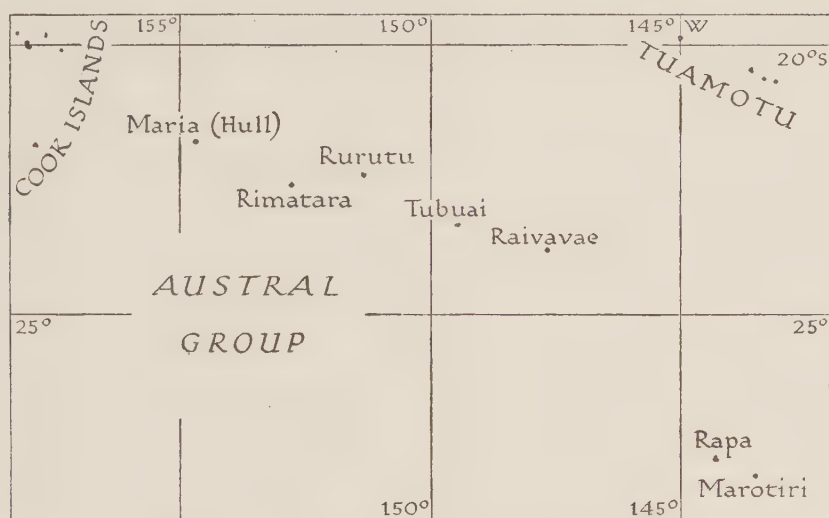 155°
150°
145° W
20°S
TUAMOTU
COOK ISLANDS
Maria (Hull)
Rurutu
Rimatara
Tubuai
Raivavae
AUSTRAL
GROUP
25°
25°
Rapa
Marotiri
150°
145°